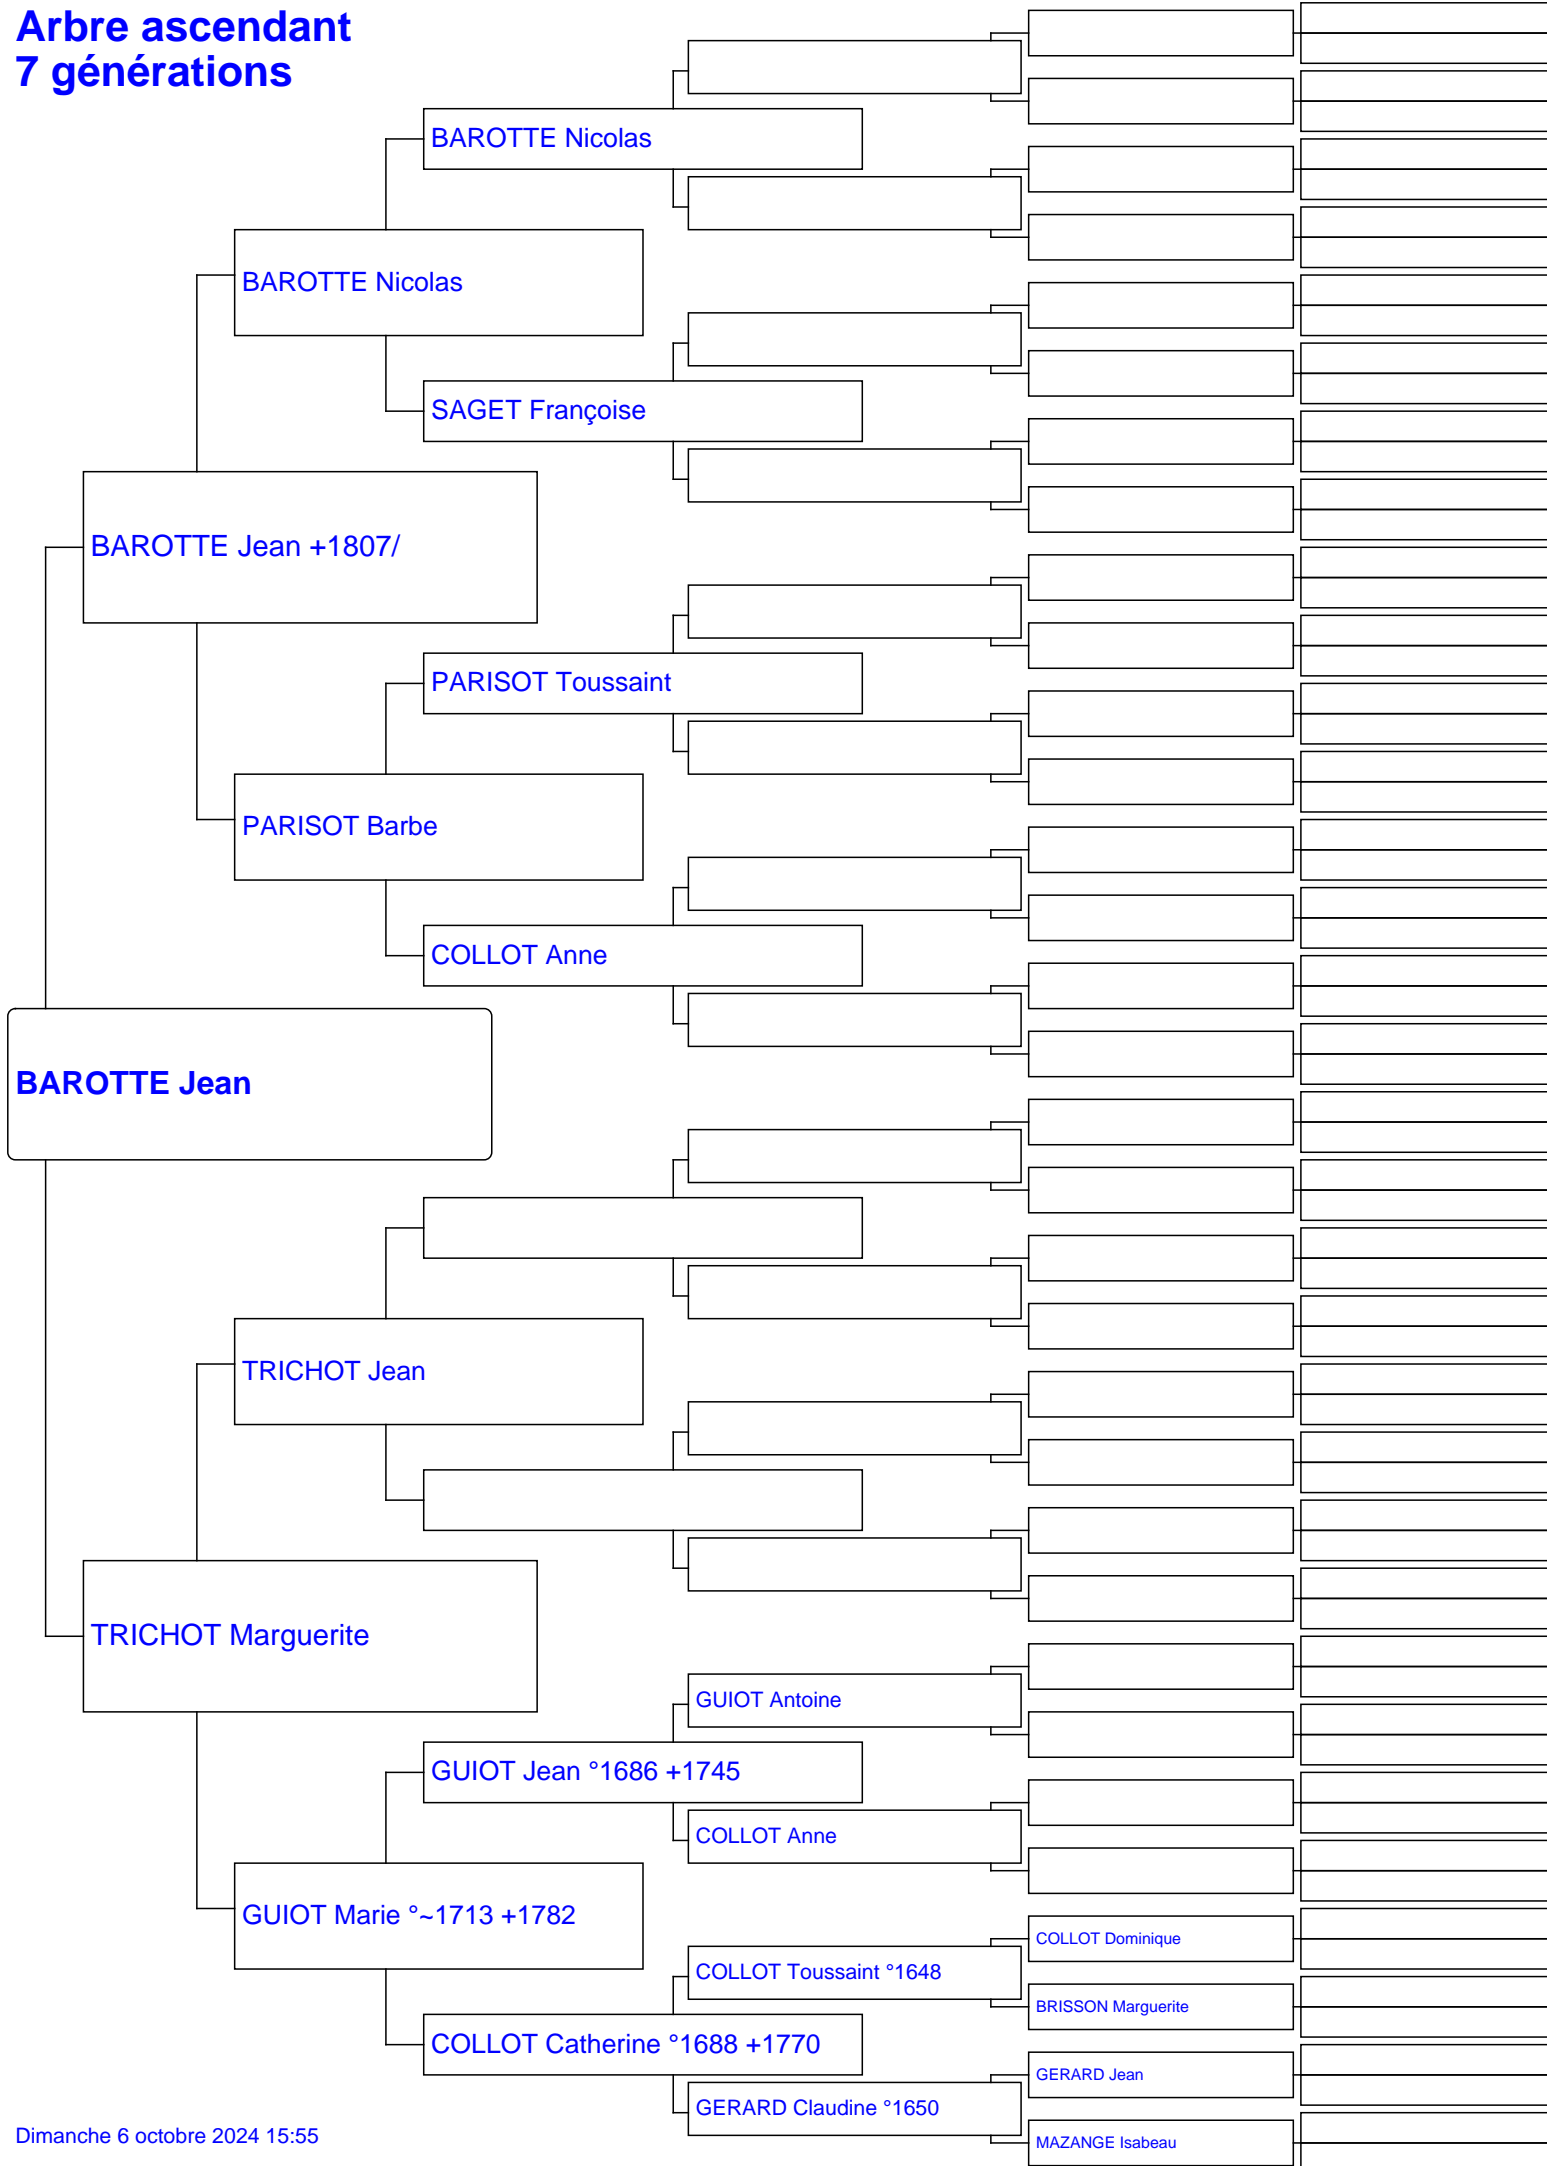 Arbre ascendant
7 générations
BAROTTE Nicolas
BAROTTE Nicolas
SAGET Françoise
BAROTTE Jean +1807/
PARISOT Toussaint
PARISOT Barbe
COLLOT Anne
BAROTTE Jean
TRICHOT Jean
TRICHOT Marguerite
GUIOT Antoine
GUIOT Jean °1686 +1745
COLLOT Anne
GUIOT Marie °~1713 +1782
COLLOT Dominique
COLLOT Toussaint °1648
BRISSON Marguerite
COLLOT Catherine °1688 +1770
GERARD Jean
GERARD Claudine °1650
MAZANGE Isabeau
Dimanche 6 octobre 2024 15:55